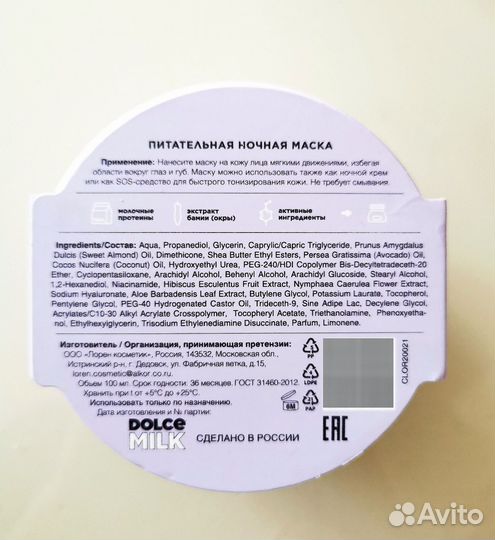 ПИТАТЕЛЬНАЯ НОЧНАЯ МАСКА
Применение: Нанесите маску на кожу лица мягкими движениями, избегая
области вокруг глаз и губ. Маску можно использовать также как ночной крем
или как SOS-средство для быстрого тонизирования кожи. Не требует смывания.
молочные
протеины
экстракт
бамии (окры)
активные
ингредиенты
Ingredients/Состав: Aqua, Propanediol, Glycerin, Caprylic/Capric Triglyceride, Prunus Amygdalus
Dulcis (Sweet Almond) Oil, Dimethicone, Shea Butter Ethyl Esters, Persea Gratissima (Avocado) Oil,
Cocos Nucifera (Coconut) Oil, Hydroxyethyl Urea, PEG-240/HDI Copolymer Bis-Decyltetradeceth-20
Ether, Cyclopentasiloxane, Arachidyl Alcohol, Behenyl Alcohol, Arachidyl Glucoside, Stearyl Alcohol,
1,2-Hexanediol, Niacinamide, Hibiscus Esculentus Fruit Extract, Nymphaea Caerulea Flower Extract,
Sodium Hyaluronate, Aloe Barbadensis Leaf Extract, Butylene Glycol, Potassium Laurate, Tocopherol,
Pentylene Glycol, PEG-40 Hydrogenated Castor Oil, Trideceth-9, Sine Adipe Lac, Decylene Glycol,
Acrylates/C10-30 Alkyl Acrylate Crosspolymer, Tocopheryl Acetate, Triethanolamine, Phenoxyetha-
nol, Ethylhexylglycerin, Trisodium Ethylenediamine Disuccinate, Parfum, Limonene.
Изготовитель / Организация, принимающая претензии:
ООО «Лорен косметик», Россия, 143532, Московская обл.,
Истринский р-н, г. Дедовск, ул. Фабричная ветка, д.15,
loren.cosmetic@alkor.co.ru.
Объем 100 мл. Срок годности: 36 месяцев. ГОСТ 31460-2012.
Хранить при t от +5°C до +25°C.
Использовать только по назначению.
Дата изготовления и № партии:
PP
LDPE
PAP
6M
CLOR20021
DOLCE
MILK
СДЕЛАНО В РОССИИ
EAC
Avito